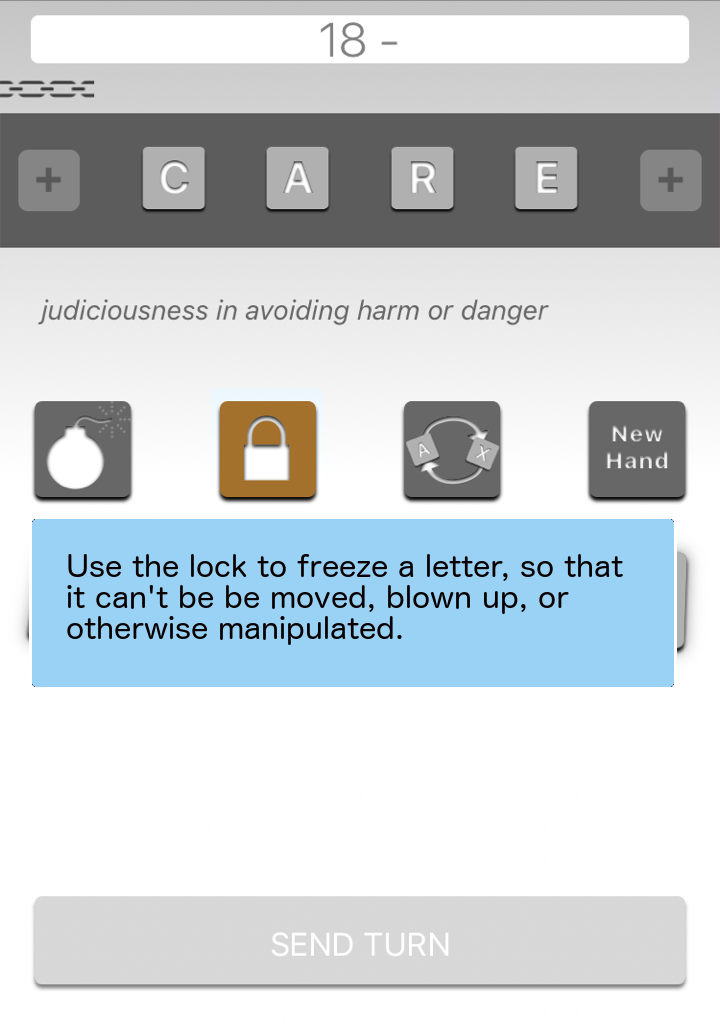 18 -
+ C A R E +
judiciousness in avoiding harm or danger
A X
New
Hand
Use the lock to freeze a letter, so that
it can't be be moved, blown up, or
otherwise manipulated.
SEND TURN